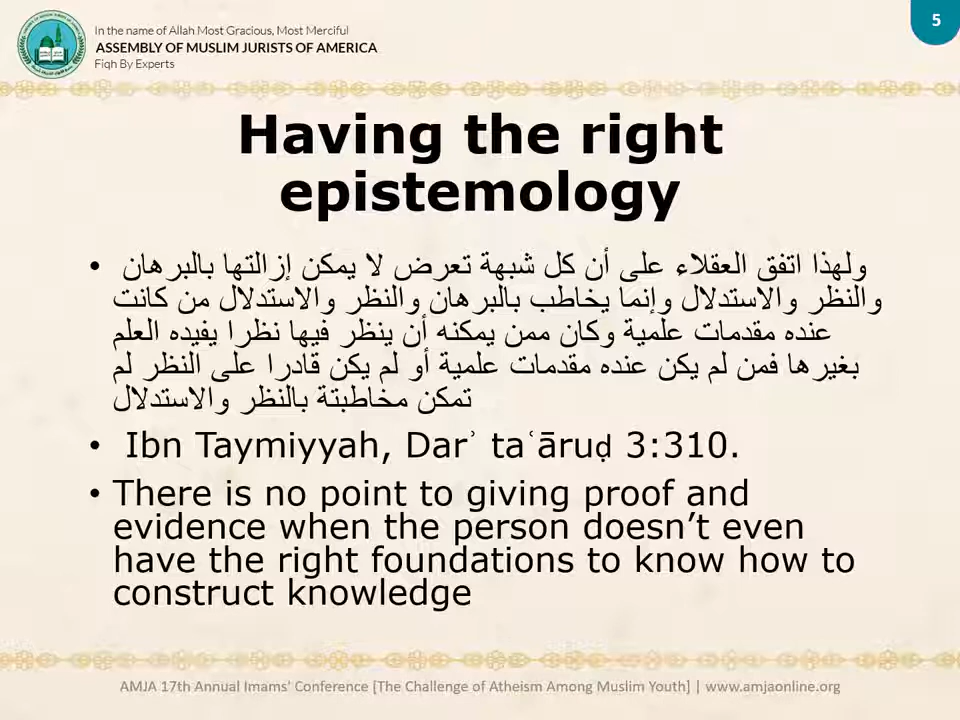 5
In the name of Allah Most Gracious, Most Merciful
ASSEMBLY OF MUSLIM JURISTS OF AMERICA
Fiqh By Experts
Having the right
epistemology
• ولهذا اتفق العقلاء على أن كل شبهة تعرض لا يمكن إزالتها بالبرهان
والنظر والاستدلال وإنما يخاطب بالبرهان والنظر والاستدلال من كانت
عنده مقدمات علمية وكان ممن يمكنه أن ينظر فيها نظرا يفيده العلم
بغيرها فمن لم يكن عنده مقدمات علمية أو لم يكن قادرا على النظر لم
تمكن مخاطبتة بالنظر والاستدلال
• Ibn Taymiyyah, Darʾ taʿāruḍ 3:310.
• There is no point to giving proof and
evidence when the person doesn’t even
have the right foundations to know how to
construct knowledge
AMJA 17th Annual Imams' Conference [The Challenge of Atheism Among Muslim Youth] | www.amjaonline.org